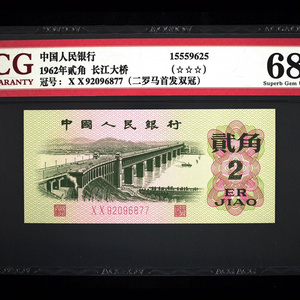 CG
ARANTY
中国人民银行
1962年贰角 长江大桥
冠号：ＸＸ92096877（二罗马首发双冠）
15559625
（☆☆☆）
68
Superb Gem
中國人民銀行
貳角
2
ER
JIAO
XX92096877